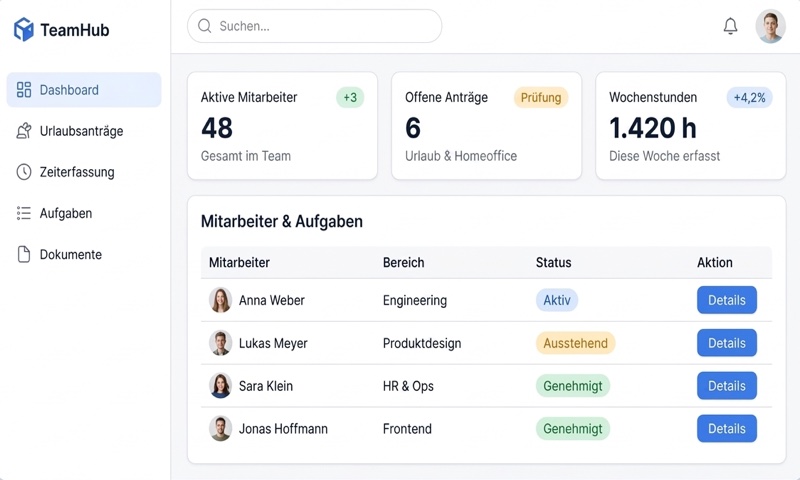 TeamHub
Suchen...
Dashboard
Urlaubsanträge
Zeiterfassung
Aufgaben
Dokumente
Aktive Mitarbeiter +3
48
Gesamt im Team
Offene Anträge Prüfung
6
Urlaub & Homeoffice
Wochenstunden +4,2%
1.420 h
Diese Woche erfasst
Mitarbeiter & Aufgaben
Mitarbeiter Bereich Status Aktion
Anna Weber Engineering Aktiv Details
Lukas Meyer Produktdesign Ausstehend Details
Sara Klein HR & Ops Genehmigt Details
Jonas Hoffmann Frontend Genehmigt Details